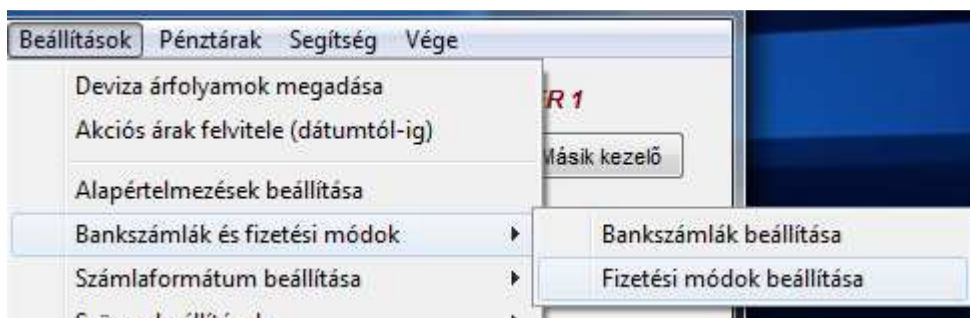 Beállítások Pénztárak Segítség Vége
Deviza árfolyamok megadása
R 1
Akciós árak felvitele (dátumtól-ig)
Másik kezelő
Alapértelmezések beállítása
Bankszámlák és fizetési módok
Bankszámlák beállítása
Számlaformátum beállítása
Fizetési módok beállítása